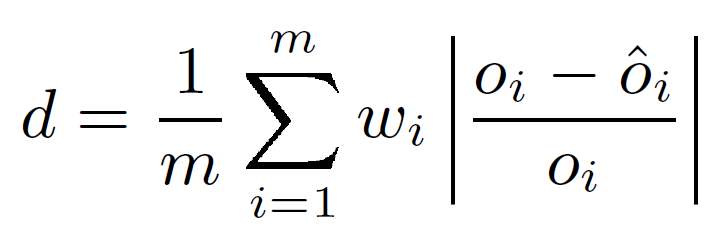 d = \frac{1}{m} \sum_{i=1}^{m} w_i \left| \frac{o_i - \hat{o}_i}{o_i} \right|